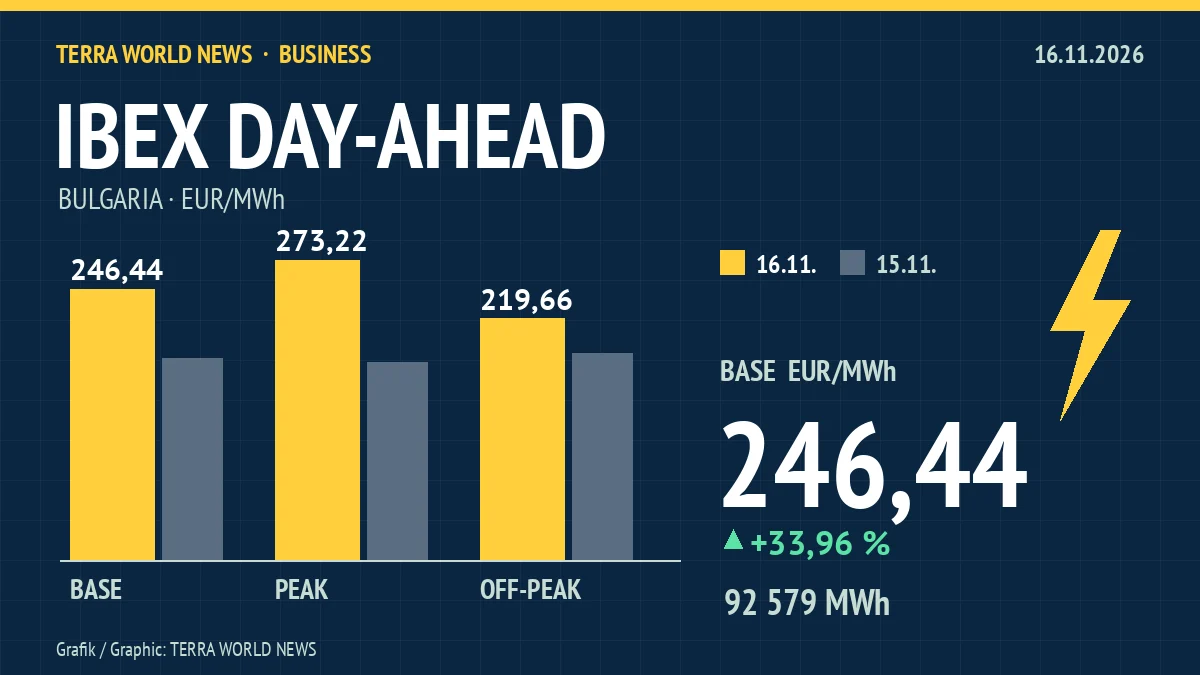 TERRA WORLD NEWS · BUSINESS
16.11.2026
IBEX DAY-AHEAD
BULGARIA · EUR/MWh
246,44
273,22
219,66
16.11.
15.11.
BASE EUR/MWh
246,44
▲ +33,96 %
92 579 MWh
BASE
PEAK
OFF-PEAK
Grafik / Graphic: TERRA WORLD NEWS